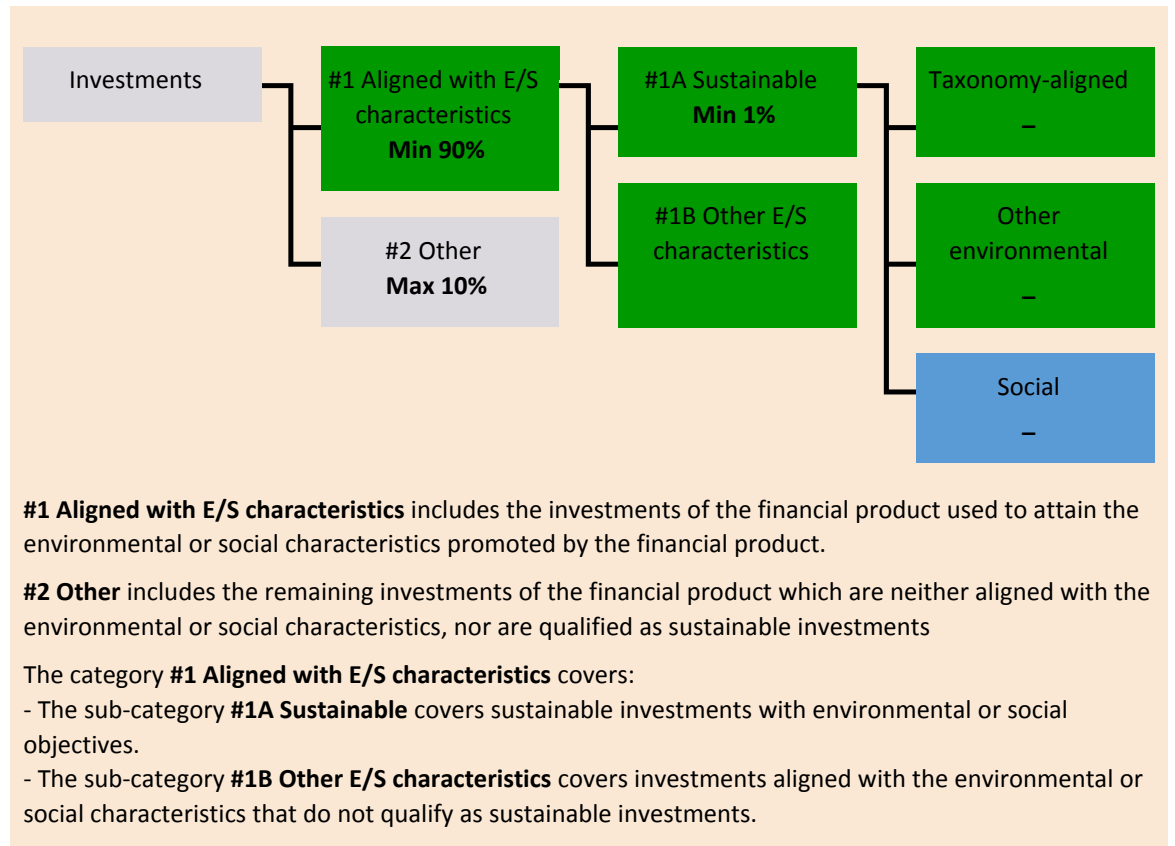 Investments
#1 Aligned with E/S
characteristics
Min 90%
#2 Other
Max 10%
#1A Sustainable
Min 1%
#1B Other E/S
characteristics
Taxonomy-aligned
–
Other
environmental
–
Social
–
#1 Aligned with E/S characteristics includes the investments of the financial product used to attain the
environmental or social characteristics promoted by the financial product.
#2 Other includes the remaining investments of the financial product which are neither aligned with the
environmental or social characteristics, nor are qualified as sustainable investments
The category #1 Aligned with E/S characteristics covers:
- The sub-category #1A Sustainable covers sustainable investments with environmental or social
objectives.
- The sub-category #1B Other E/S characteristics covers investments aligned with the environmental or
social characteristics that do not qualify as sustainable investments.